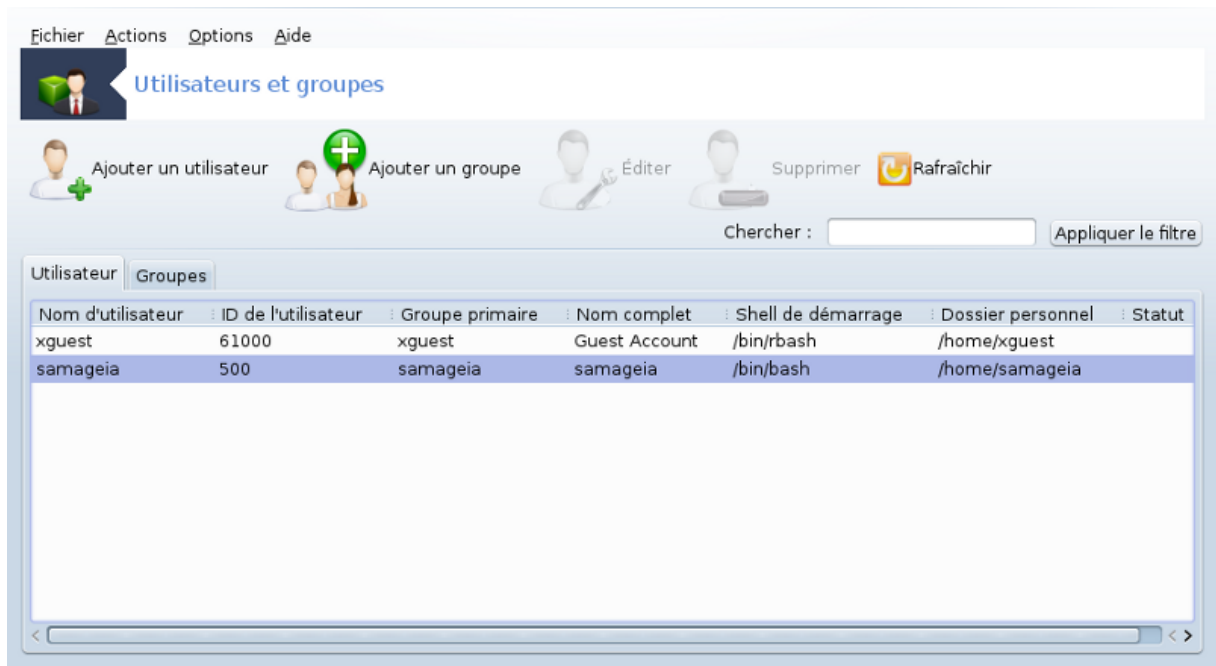 Fichier Actions Options Aide
Utilisateurs et groupes
Ajouter un utilisateur Ajouter un groupe Éditer Supprimer Rafraîchir
Chercher : Appliquer le filtre
Utilisateur Groupes
Nom d'utilisateur ID de l'utilisateur Groupe primaire Nom complet Shell de démarrage Dossier personnel Statut
xguest 61000 xguest Guest Account /bin/rbash /home/xguest
samageia 500 samageia samageia /bin/bash /home/samageia